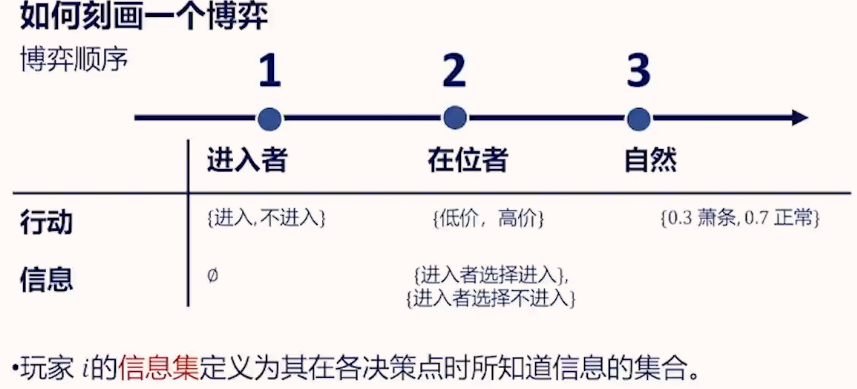 如何刻画一个博弈
博弈顺序
1 2 3
进入者 在位者 自然
行动 {进入,不进入} {低价，高价} {0.3 萧条, 0.7 正常}
信息 ∅ {进入者选择进入},
{进入者选择不进入}
•玩家 i的信息集定义为其在各决策点时所知道信息的集合。